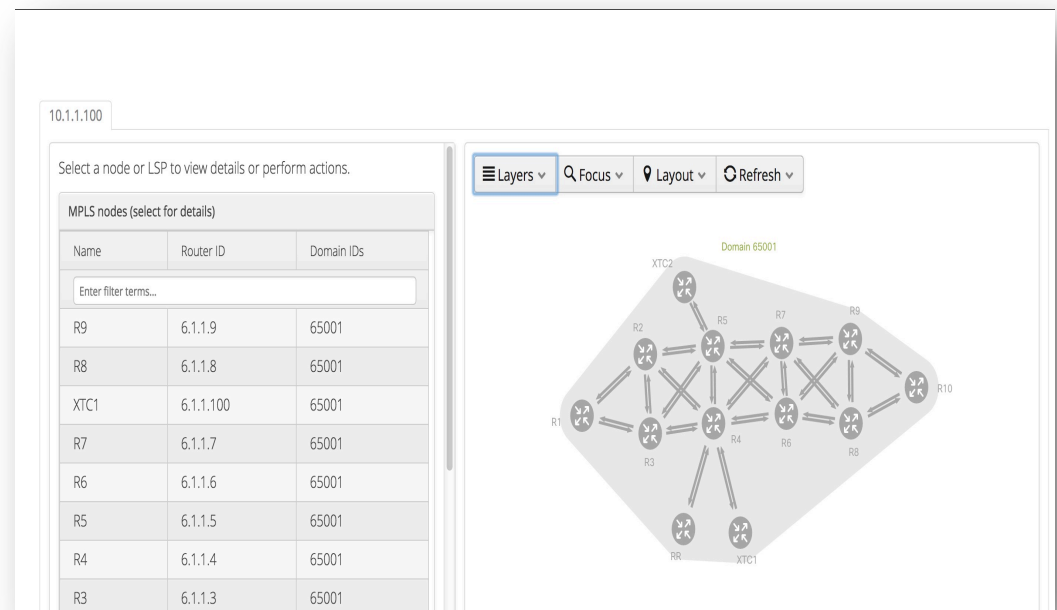 10.1.1.100
Select a node or LSP to view details or perform actions.
MPLS nodes (select for details)
Name Router ID Domain IDs
Enter filter terms...
R9 6.1.1.9 65001
R8 6.1.1.8 65001
XTC1 6.1.1.100 65001
R7 6.1.1.7 65001
R6 6.1.1.6 65001
R5 6.1.1.5 65001
R4 6.1.1.4 65001
R3 6.1.1.3 65001
Layers Focus Layout Refresh
Domain 65001
XTC2
R2 R5 R7 R9
R10
R1
R3 R4 R6 R8
RR XTC1